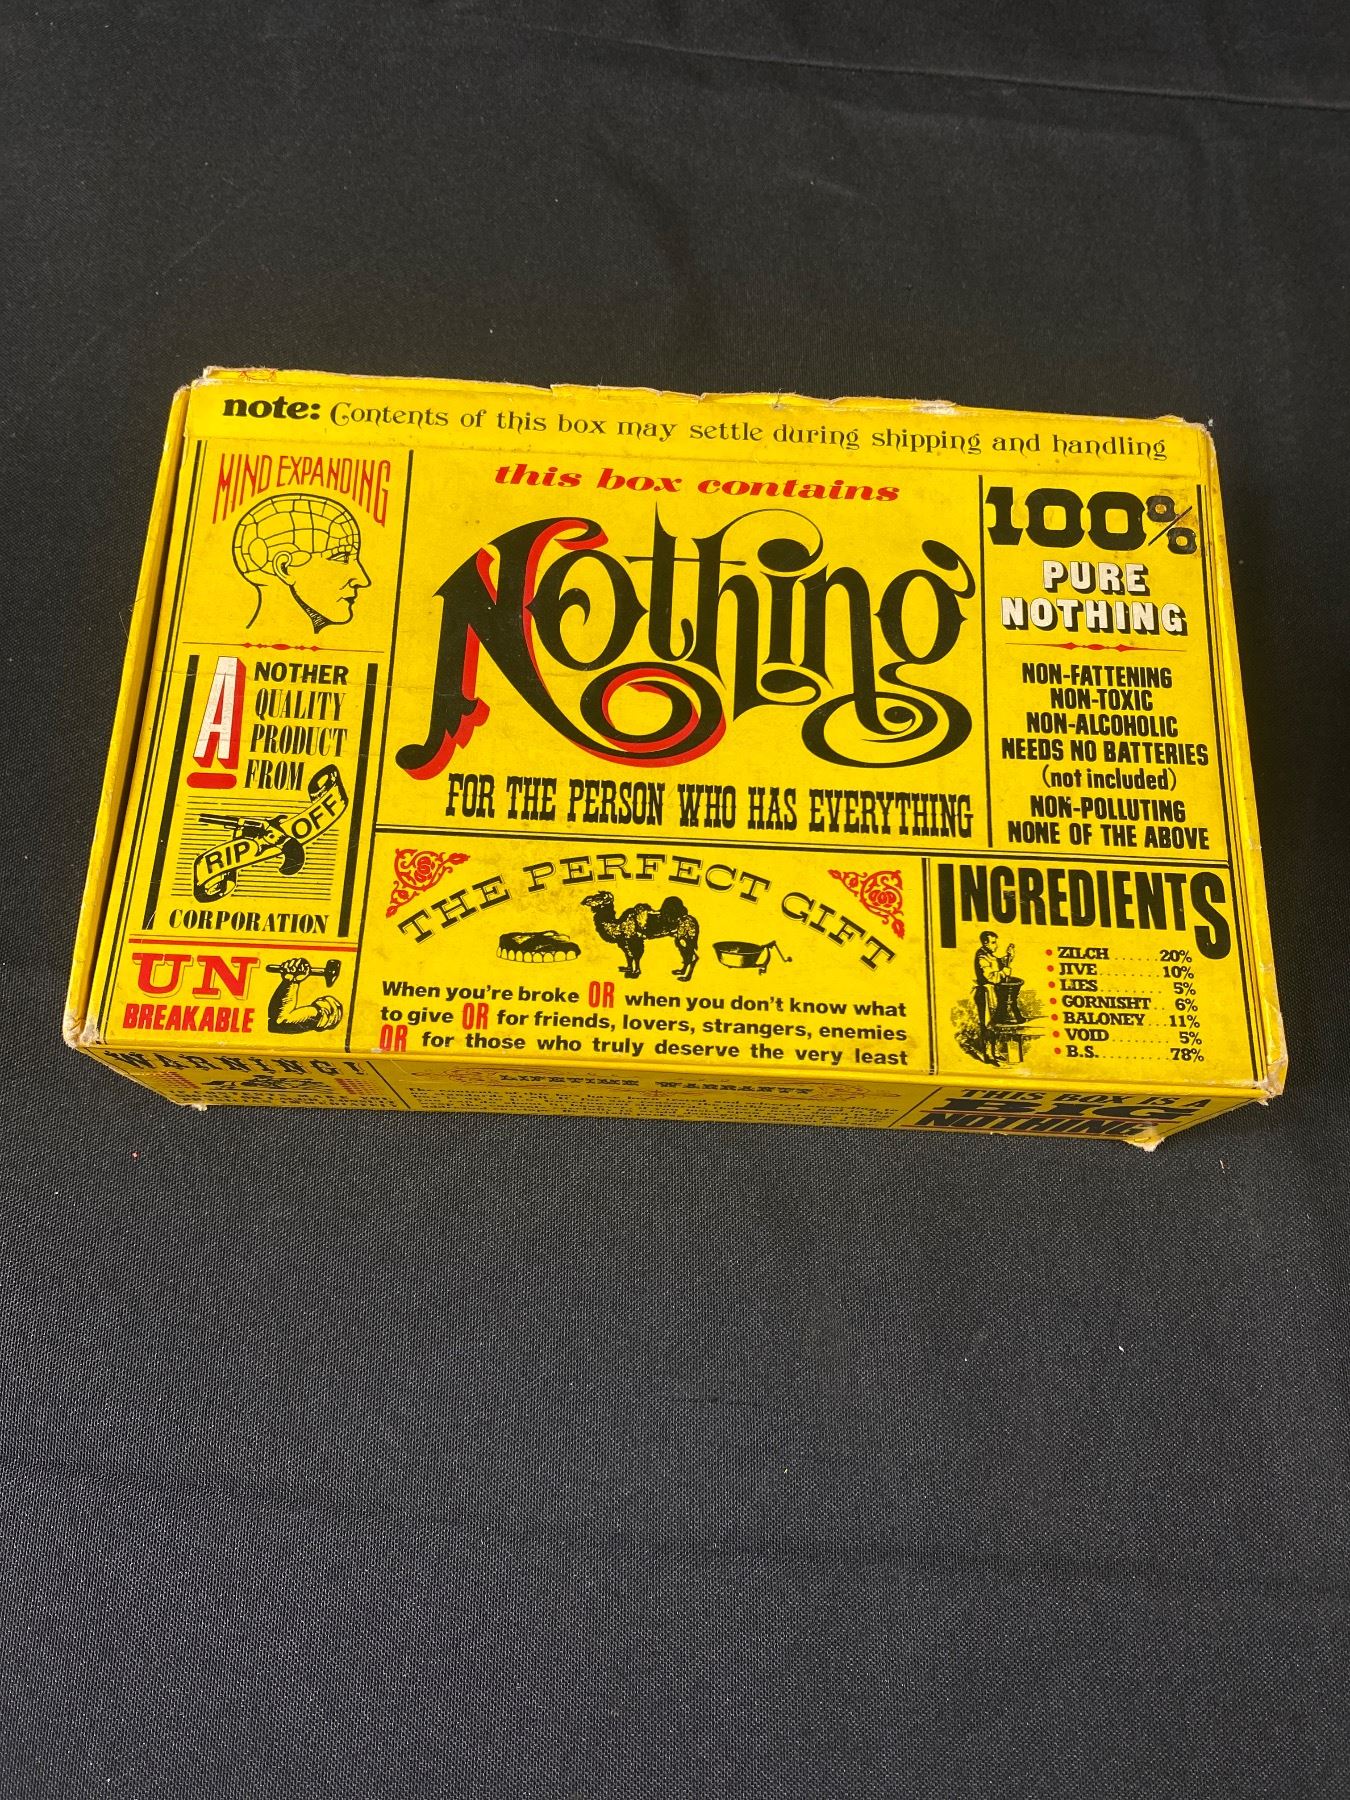 note: Contents of this box may settle during shipping and handling
MIND EXPANDING
this box contains
Nothing
FOR THE PERSON WHO HAS EVERYTHING
100%
PURE
NOTHING
NON-FATTENING
NON-TOXIC
NON-ALCOHOLIC
NEEDS NO BATTERIES
(not included)
NON-POLLUTING
NONE OF THE ABOVE
ANOTHER
QUALITY
PRODUCT
FROM
RIP OFF
CORPORATION
UN
BREAKABLE
THE PERFECT GIFT
When you're broke OR when you don't know what
to give OR for friends, lovers, strangers, enemies
OR for those who truly deserve the very least
INGREDIENTS
• ZILCH ...... 20%
• JIVE ......... 10%
• LIES ......... 5%
• GORNISHT .. 6%
• BALONEY ... 11%
• VOID ......... 5%
• B.S. ......... 78%
WARNING!
LIFETIME WARRANTY
THIS BOX IS A
BIG
NOTHING